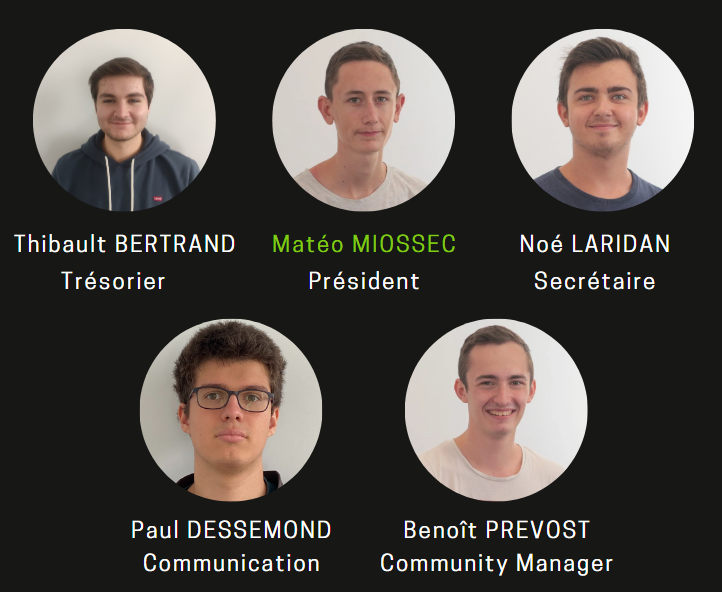 Thibault BERTRAND
Trésorier
Matéo MIOSSEC
Président
Noé LARIDAN
Secrétaire
Paul DESSEMOND
Communication
Benoît PREVOST
Community Manager